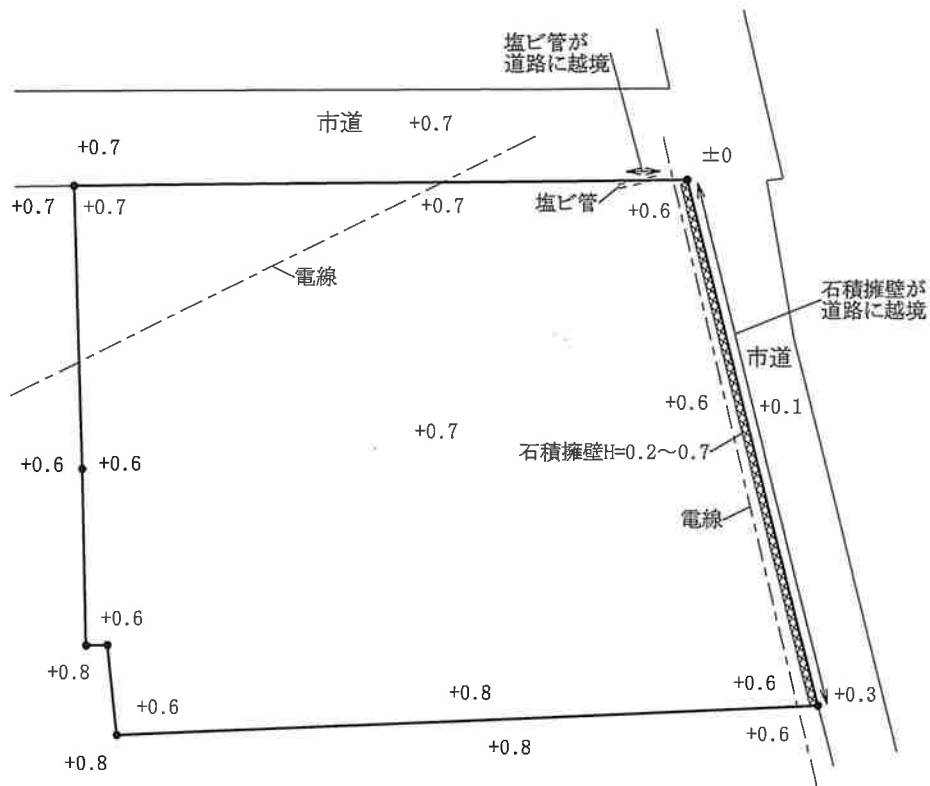 塩ビ管が
道路に越境
市道 +0.7
+0.7
±0
+0.7 +0.7
+0.7
塩ビ管
+0.6
電線
石積擁壁が
道路に越境
市道
+0.6
+0.1
+0.7
石積擁壁H=0.2～0.7
+0.6 +0.6
電線
+0.6
+0.8
+0.8
+0.6
+0.3
+0.6
+0.6
+0.8
+0.8